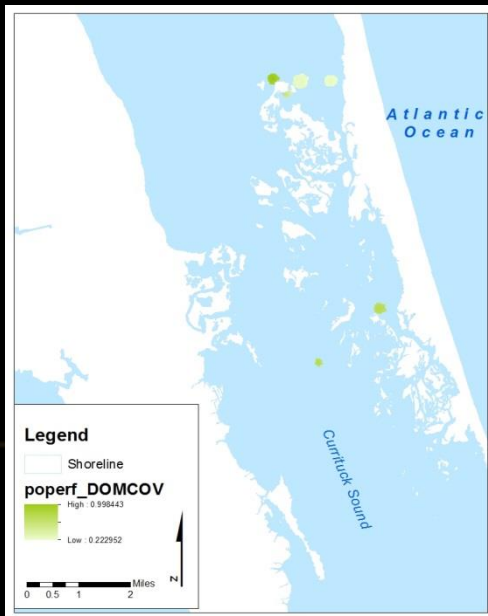 Atlantic
Ocean
Currituck Sound
Legend
Shoreline
poperf_DOMCOV
High : 0.998443
Low : 0.222952
Miles
0 0.5 1 2
N